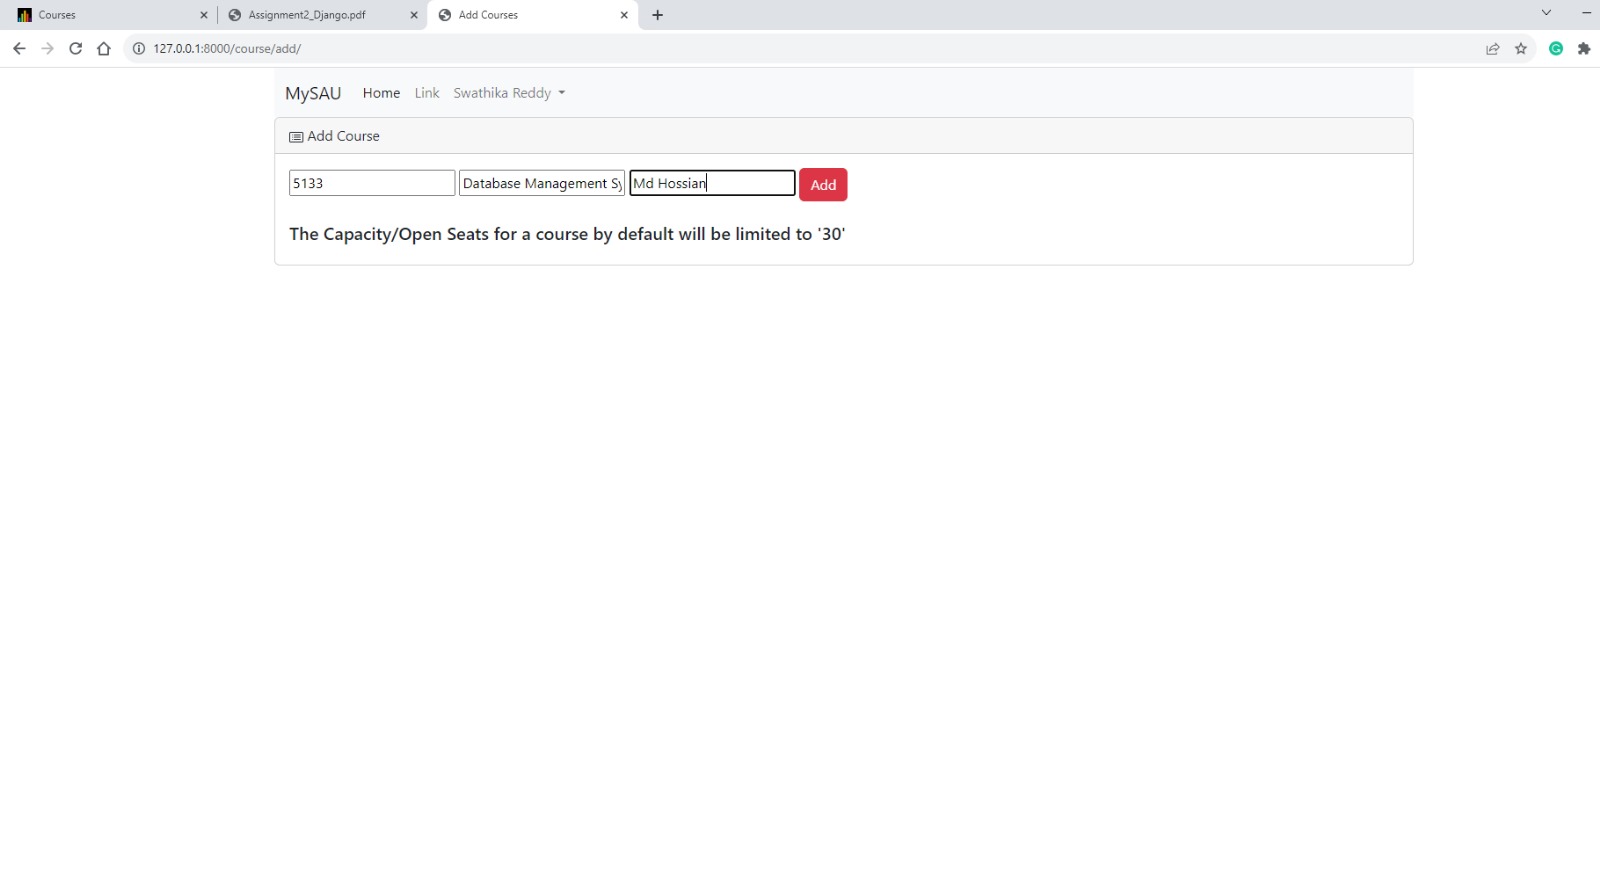 Courses
Assignment2_Django.pdf
Add Courses
127.0.0.1:8000/course/add/
MySAU Home Link Swathika Reddy
Add Course
5133 Database Management Sy Md Hossian Add
The Capacity/Open Seats for a course by default will be limited to '30'